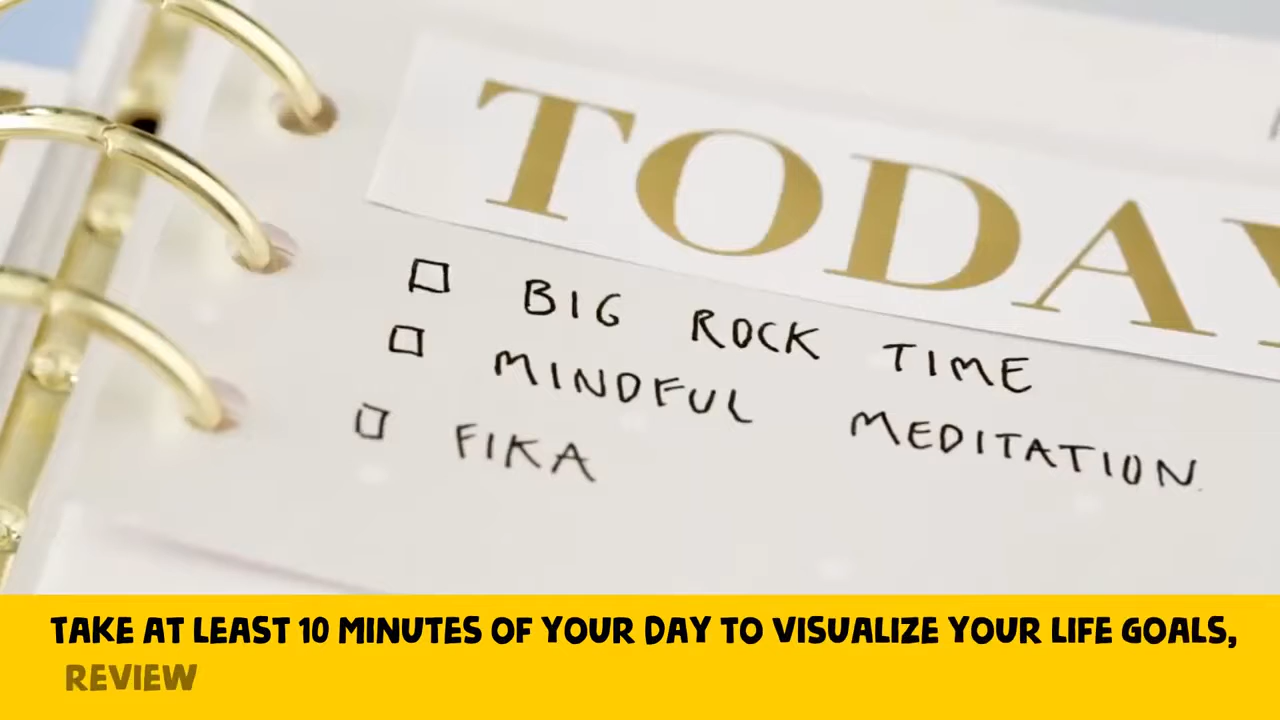 TODAY
BIG ROCK TIME
MINDFUL MEDITATION
FIKA
TAKE AT LEAST 10 MINUTES OF YOUR DAY TO VISUALIZE YOUR LIFE GOALS,
REVIEW